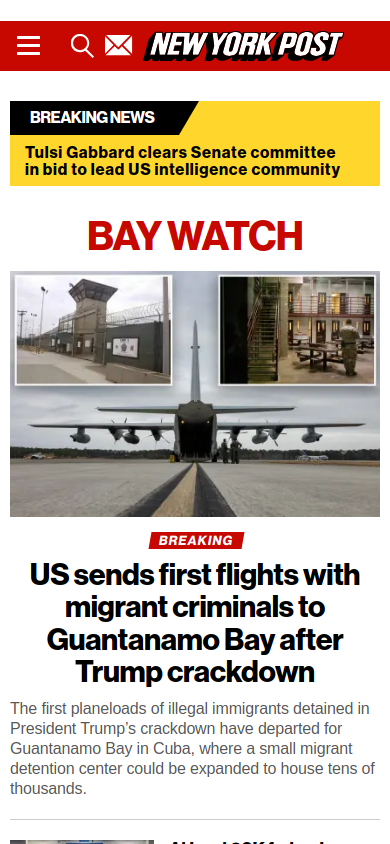 NEW YORK POST
BREAKING NEWS
Tulsi Gabbard clears Senate committee
in bid to lead US intelligence community
BAY WATCH
BREAKING
US sends first flights with
migrant criminals to
Guantanamo Bay after
Trump crackdown
The first planeloads of illegal immigrants detained in
President Trump's crackdown have departed for
Guantanamo Bay in Cuba, where a small migrant
detention center could be expanded to house tens of
thousands.